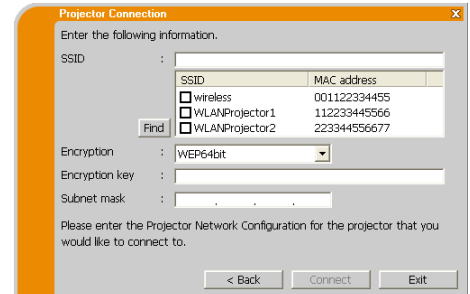 Projector Connection X
Enter the following information.
SSID :
SSID MAC address
wireless 001122334455
WLANProjector1 112233445566
Find WLANProjector2 223344556677
Encryption : WEP64bit
Encryption key :
Subnet mask : . . .
Please enter the Projector Network Configuration for the projector that you
would like to connect to.
< Back Connect Exit